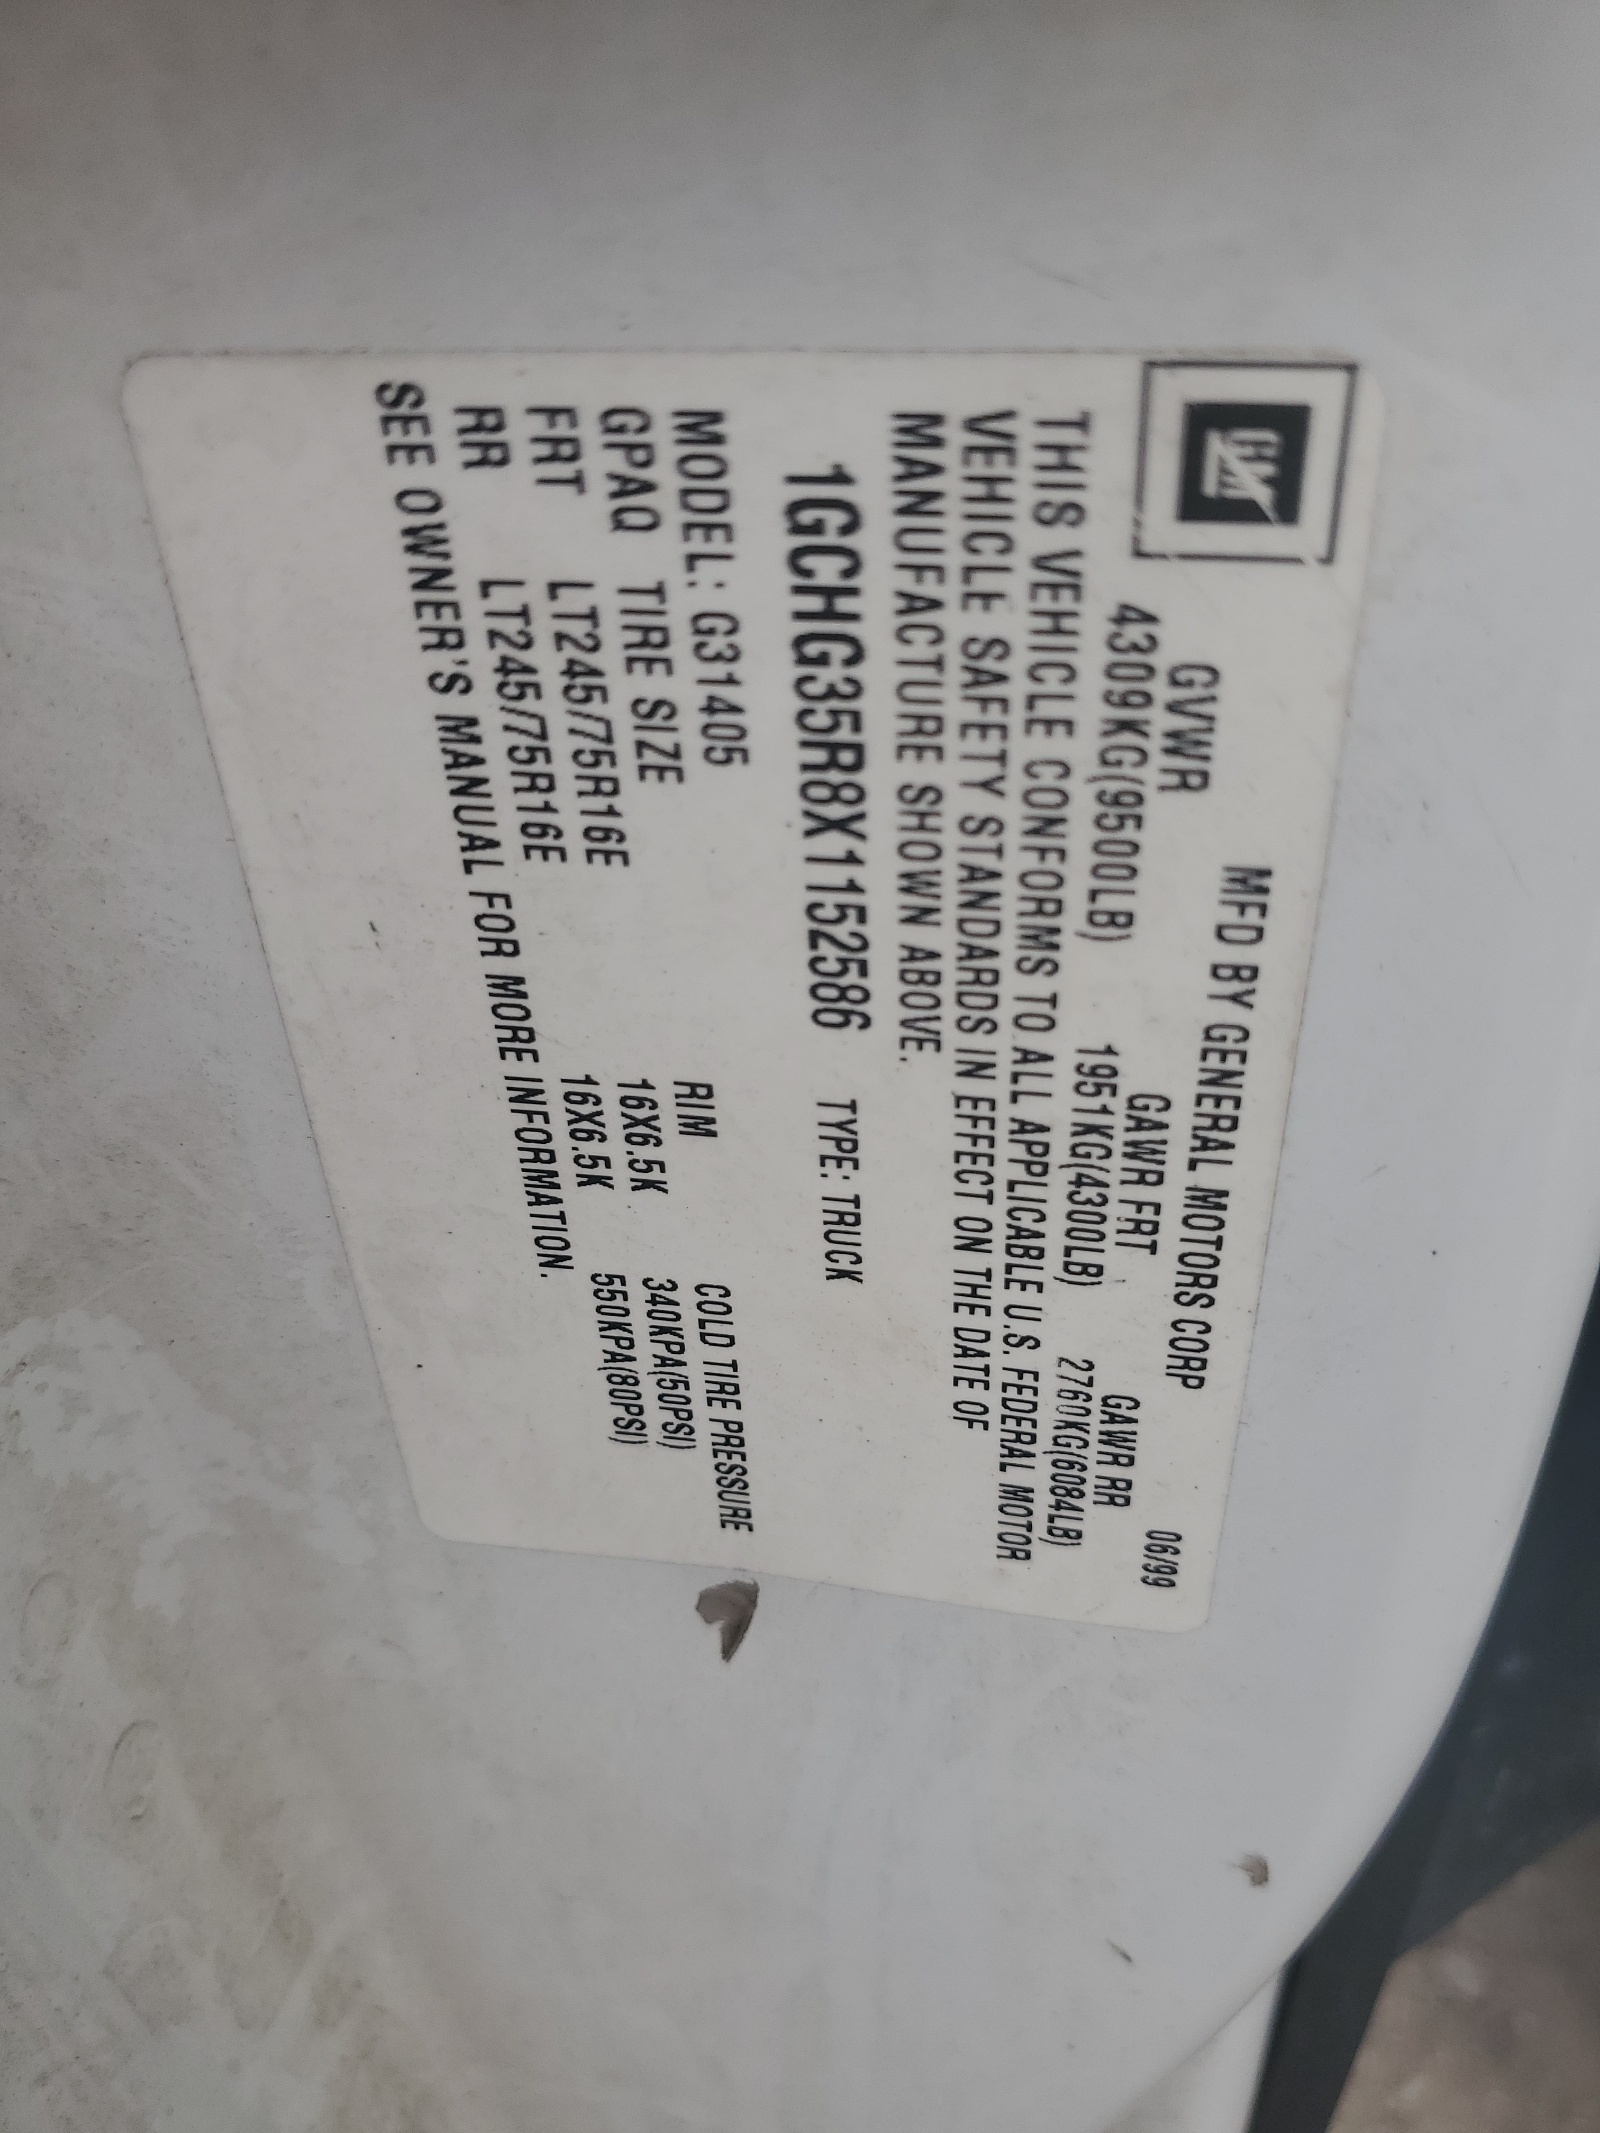 GM
MFD BY GENERAL MOTORS CORP 06/99
GVWR GAWR FRT GAWR RR
4309KG(9500LB) 1951KG(4300LB) 2760KG(6084LB)
THIS VEHICLE CONFORMS TO ALL APPLICABLE U.S. FEDERAL MOTOR
VEHICLE SAFETY STANDARDS IN EFFECT ON THE DATE OF
MANUFACTURE SHOWN ABOVE.
1GCHG35R8X1152586 TYPE: TRUCK
MODEL: G31405
GPAQ TIRE SIZE RIM COLD TIRE PRESSURE
FRT LT245/75R16E 16X6.5K 340KPA(50PSI)
RR LT245/75R16E 16X6.5K 550KPA(80PSI)
SEE OWNER'S MANUAL FOR MORE INFORMATION.